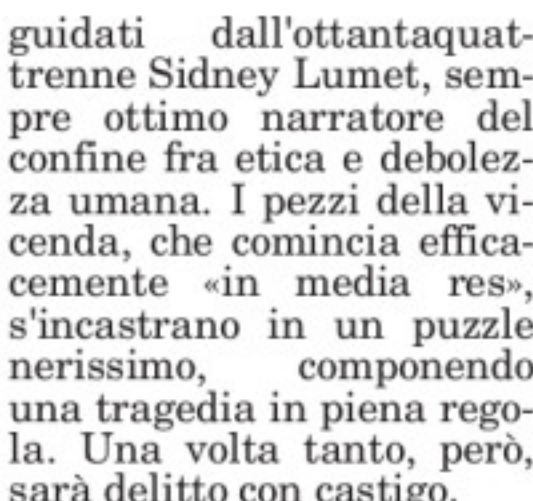 guidati dall'ottantaquat-
trenne Sidney Lumet, sem-
pre ottimo narratore del
confine fra etica e debolez-
za umana. I pezzi della vi-
cenda, che comincia effica-
cemente «in media res»,
s'incastrano in un puzzle
nerissimo, componendo
una tragedia in piena rego-
la. Una volta tanto, però,
sarà delitto con castigo.